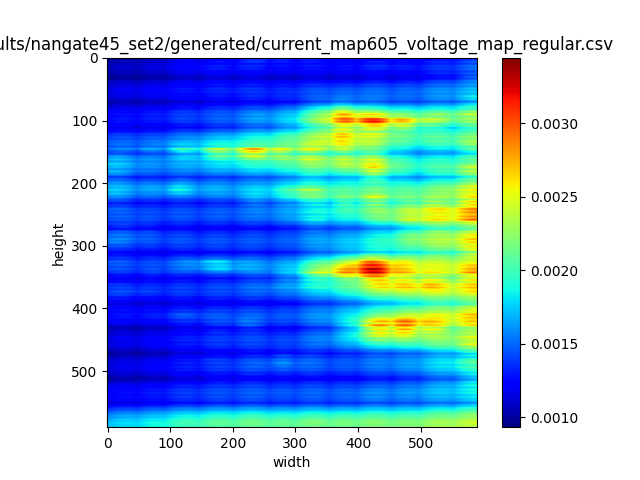 ults/nangate45_set2/generated/current_map605_voltage_map_regular.csv
0
100
200
300
400
500
height
0 100 200 300 400 500
width
0.0030
0.0025
0.0020
0.0015
0.0010